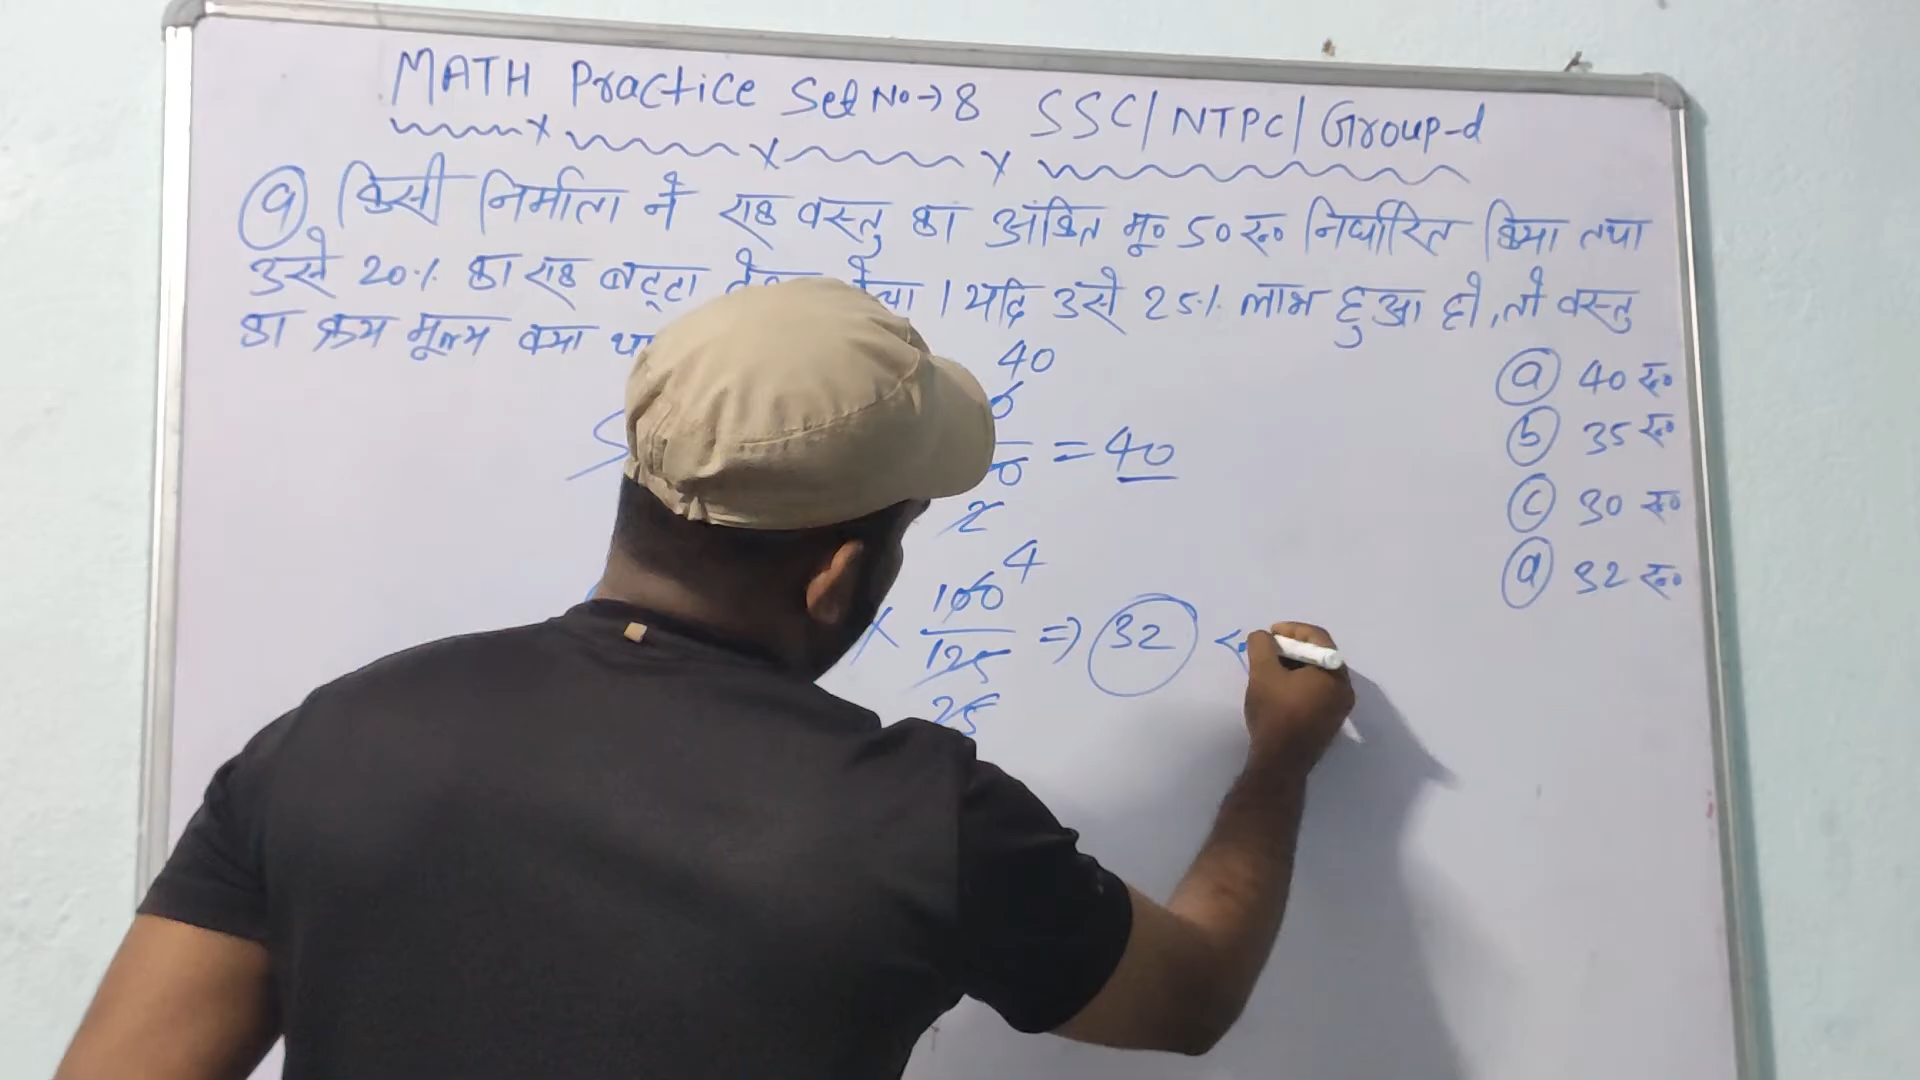 MATH Practice Set No→8 SSC/NTPC/Group-d
9. किसी निर्माता ने एक वस्तु का अंकित मू० 50 रु० निर्धारित किया तथा
उसे 20% का एक बट्टा । यदि उसे 25% लाभ हुआ हो, तो वस्तु
का क्रय मूल्य क्या
40
= 40
2
4
× 100/125 ⇒ 32
25
(a) 40 रु०
(b) 35 रु०
(c) 30 रु०
(d) 32 रु०